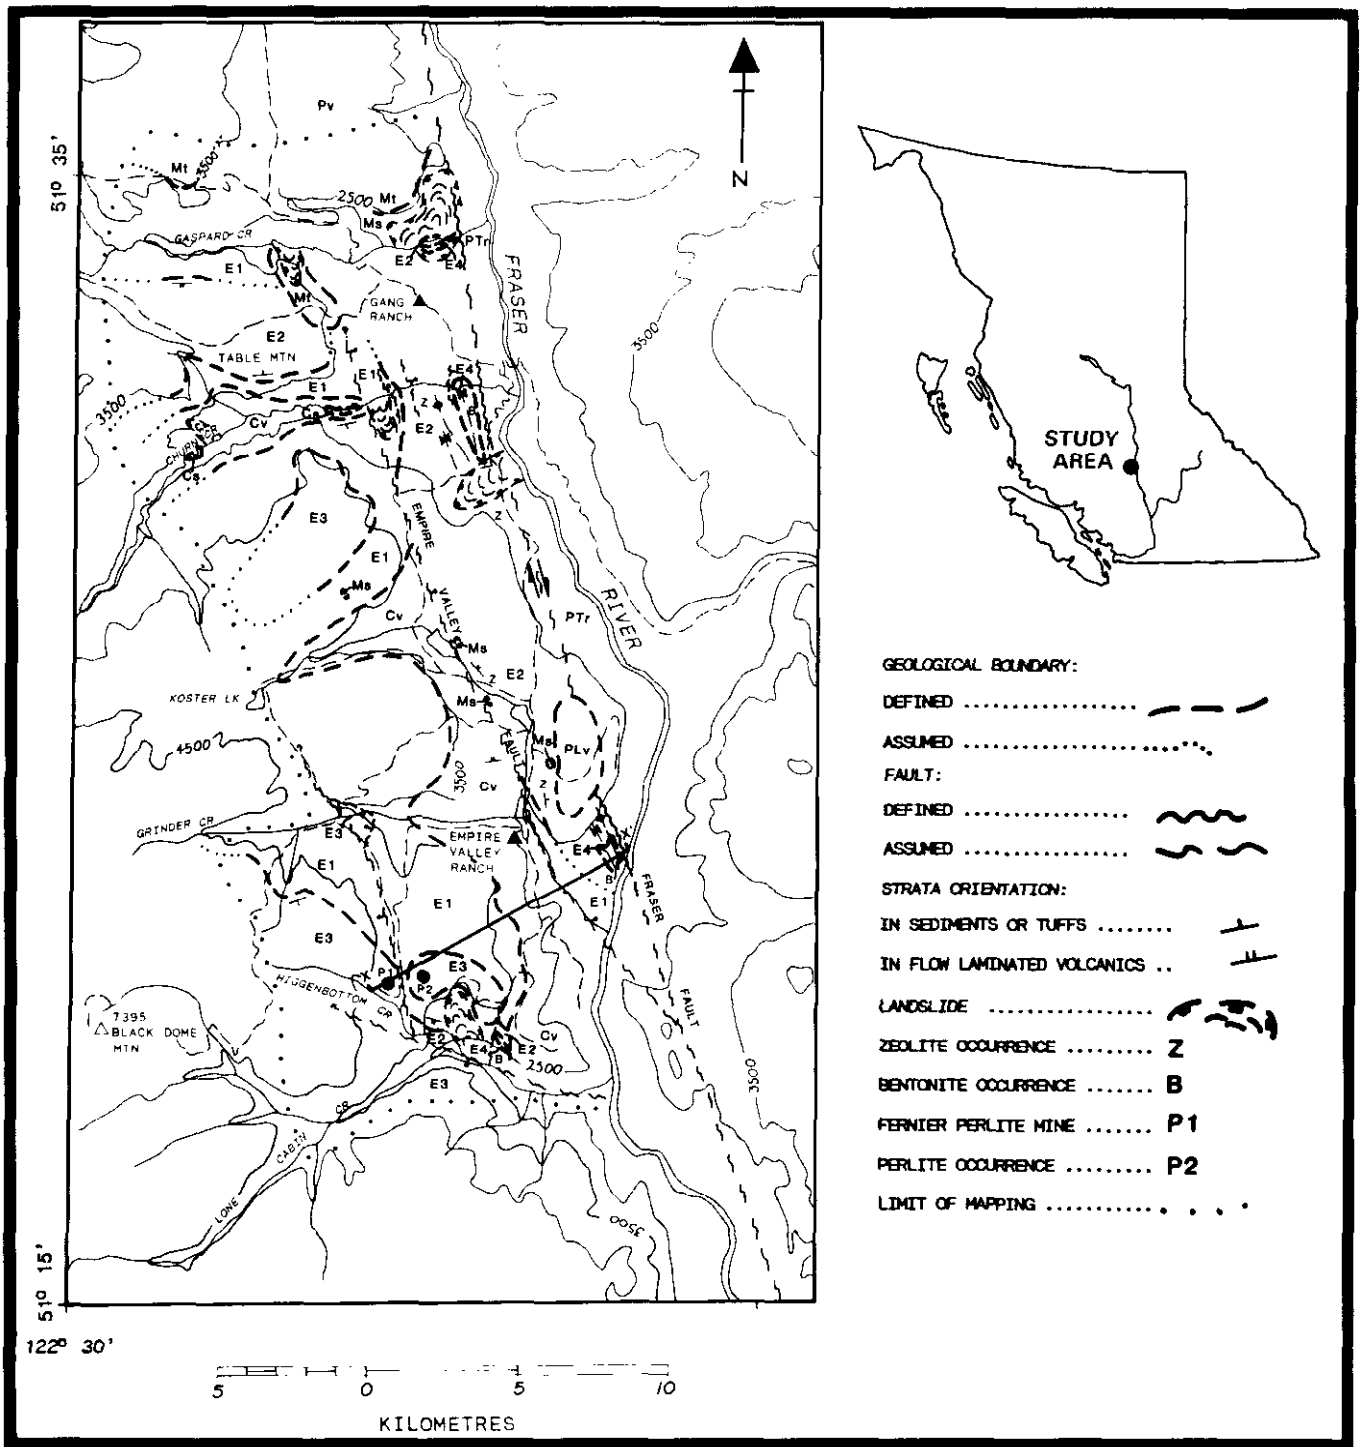 51° 35'
Pv
Mt
3500
2500
Mt
Ms
GASPARD CR
PTr
E2
E4
E1
Mt
GANG
RANCH
FRASER
N
3500
E2
TABLE MTN
E1
E1
E4
3500
Cv
Cs
Z
B
E2
CHURN CR
Cs
Z
E3
EMPIRE
E1
Ms
VALLEY
Cv
PTr
RIVER
Ms
E2
Z
KOSTER LK
Ms
4500
FAULT
Ms
PLv
3500
Cv
Z
GRINDER CR
E3
EMPIRE
VALLEY
RANCH
E4
X
E1
B
E1
E1
FRASER
E3
X
P1
E3
P2
HIGGENBOTTOM CR
FAULT
7395
BLACK DOME
MTN
E2
E4
B
E2
Cv
2500
E3
3500
LONE CABIN CR
3500
51° 15'
122° 30'
5 0 5 10
KILOMETRES
STUDY
AREA
GEOLOGICAL BOUNDARY:
DEFINED ..................
ASSUMED ..................
FAULT:
DEFINED ..................
ASSUMED ..................
STRATA ORIENTATION:
IN SEDIMENTS OR TUFFS ........
IN FLOW LAMINATED VOLCANICS ..
LANDSLIDE ...............
ZEOLITE OCCURRENCE ......... Z
BENTONITE OCCURRENCE ....... B
FERNIER PERLITE MINE ....... P1
PERLITE OCCURRENCE ......... P2
LIMIT OF MAPPING ...........